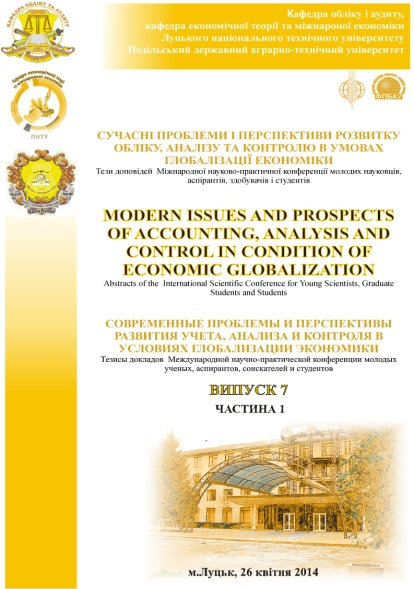 КАФЕДРА ОБЛІКУ І АУДИТУ
Кафедра обліку і аудиту,
кафедра економічної теорії та міжнароної економіки
Луцького національного технічного університету
Подільський державний аграрно-технічний університет
ЛНТУ
ФПБАУ
СУЧАСНІ ПРОБЛЕМИ І ПЕРСПЕКТИВИ РОЗВИТКУ
ОБЛІКУ, АНАЛІЗУ ТА КОНТРОЛЮ В УМОВАХ
ГЛОБАЛІЗАЦІЇ ЕКОНОМІКИ
Тези доповідей Міжнародної науково-практичної конференції молодих науковців,
аспірантів, здобувачів і студентів
MODERN ISSUES AND PROSPECTS
OF ACCOUNTING, ANALYSIS AND
CONTROL IN CONDITION OF
ECONOMIC GLOBALIZATION
Abstracts of the International Scientific Conference for Young Scientists, Graduate
Students and Students
СОВРЕМЕННЫЕ ПРОБЛЕМЫ И ПЕРСПЕКТИВЫ
РАЗВИТИЯ УЧЕТА, АНАЛИЗА И КОНТРОЛЯ В
УСЛОВИЯХ ГЛОБАЛИЗАЦИИ ЭКОНОМИКИ
Тезисы докладов Международной научно-практической конференции молодых
ученых, аспирантов, соискателей и студентов
ВИПУСК 7
ЧАСТИНА 1
м.Луцьк, 26 квітня 2014